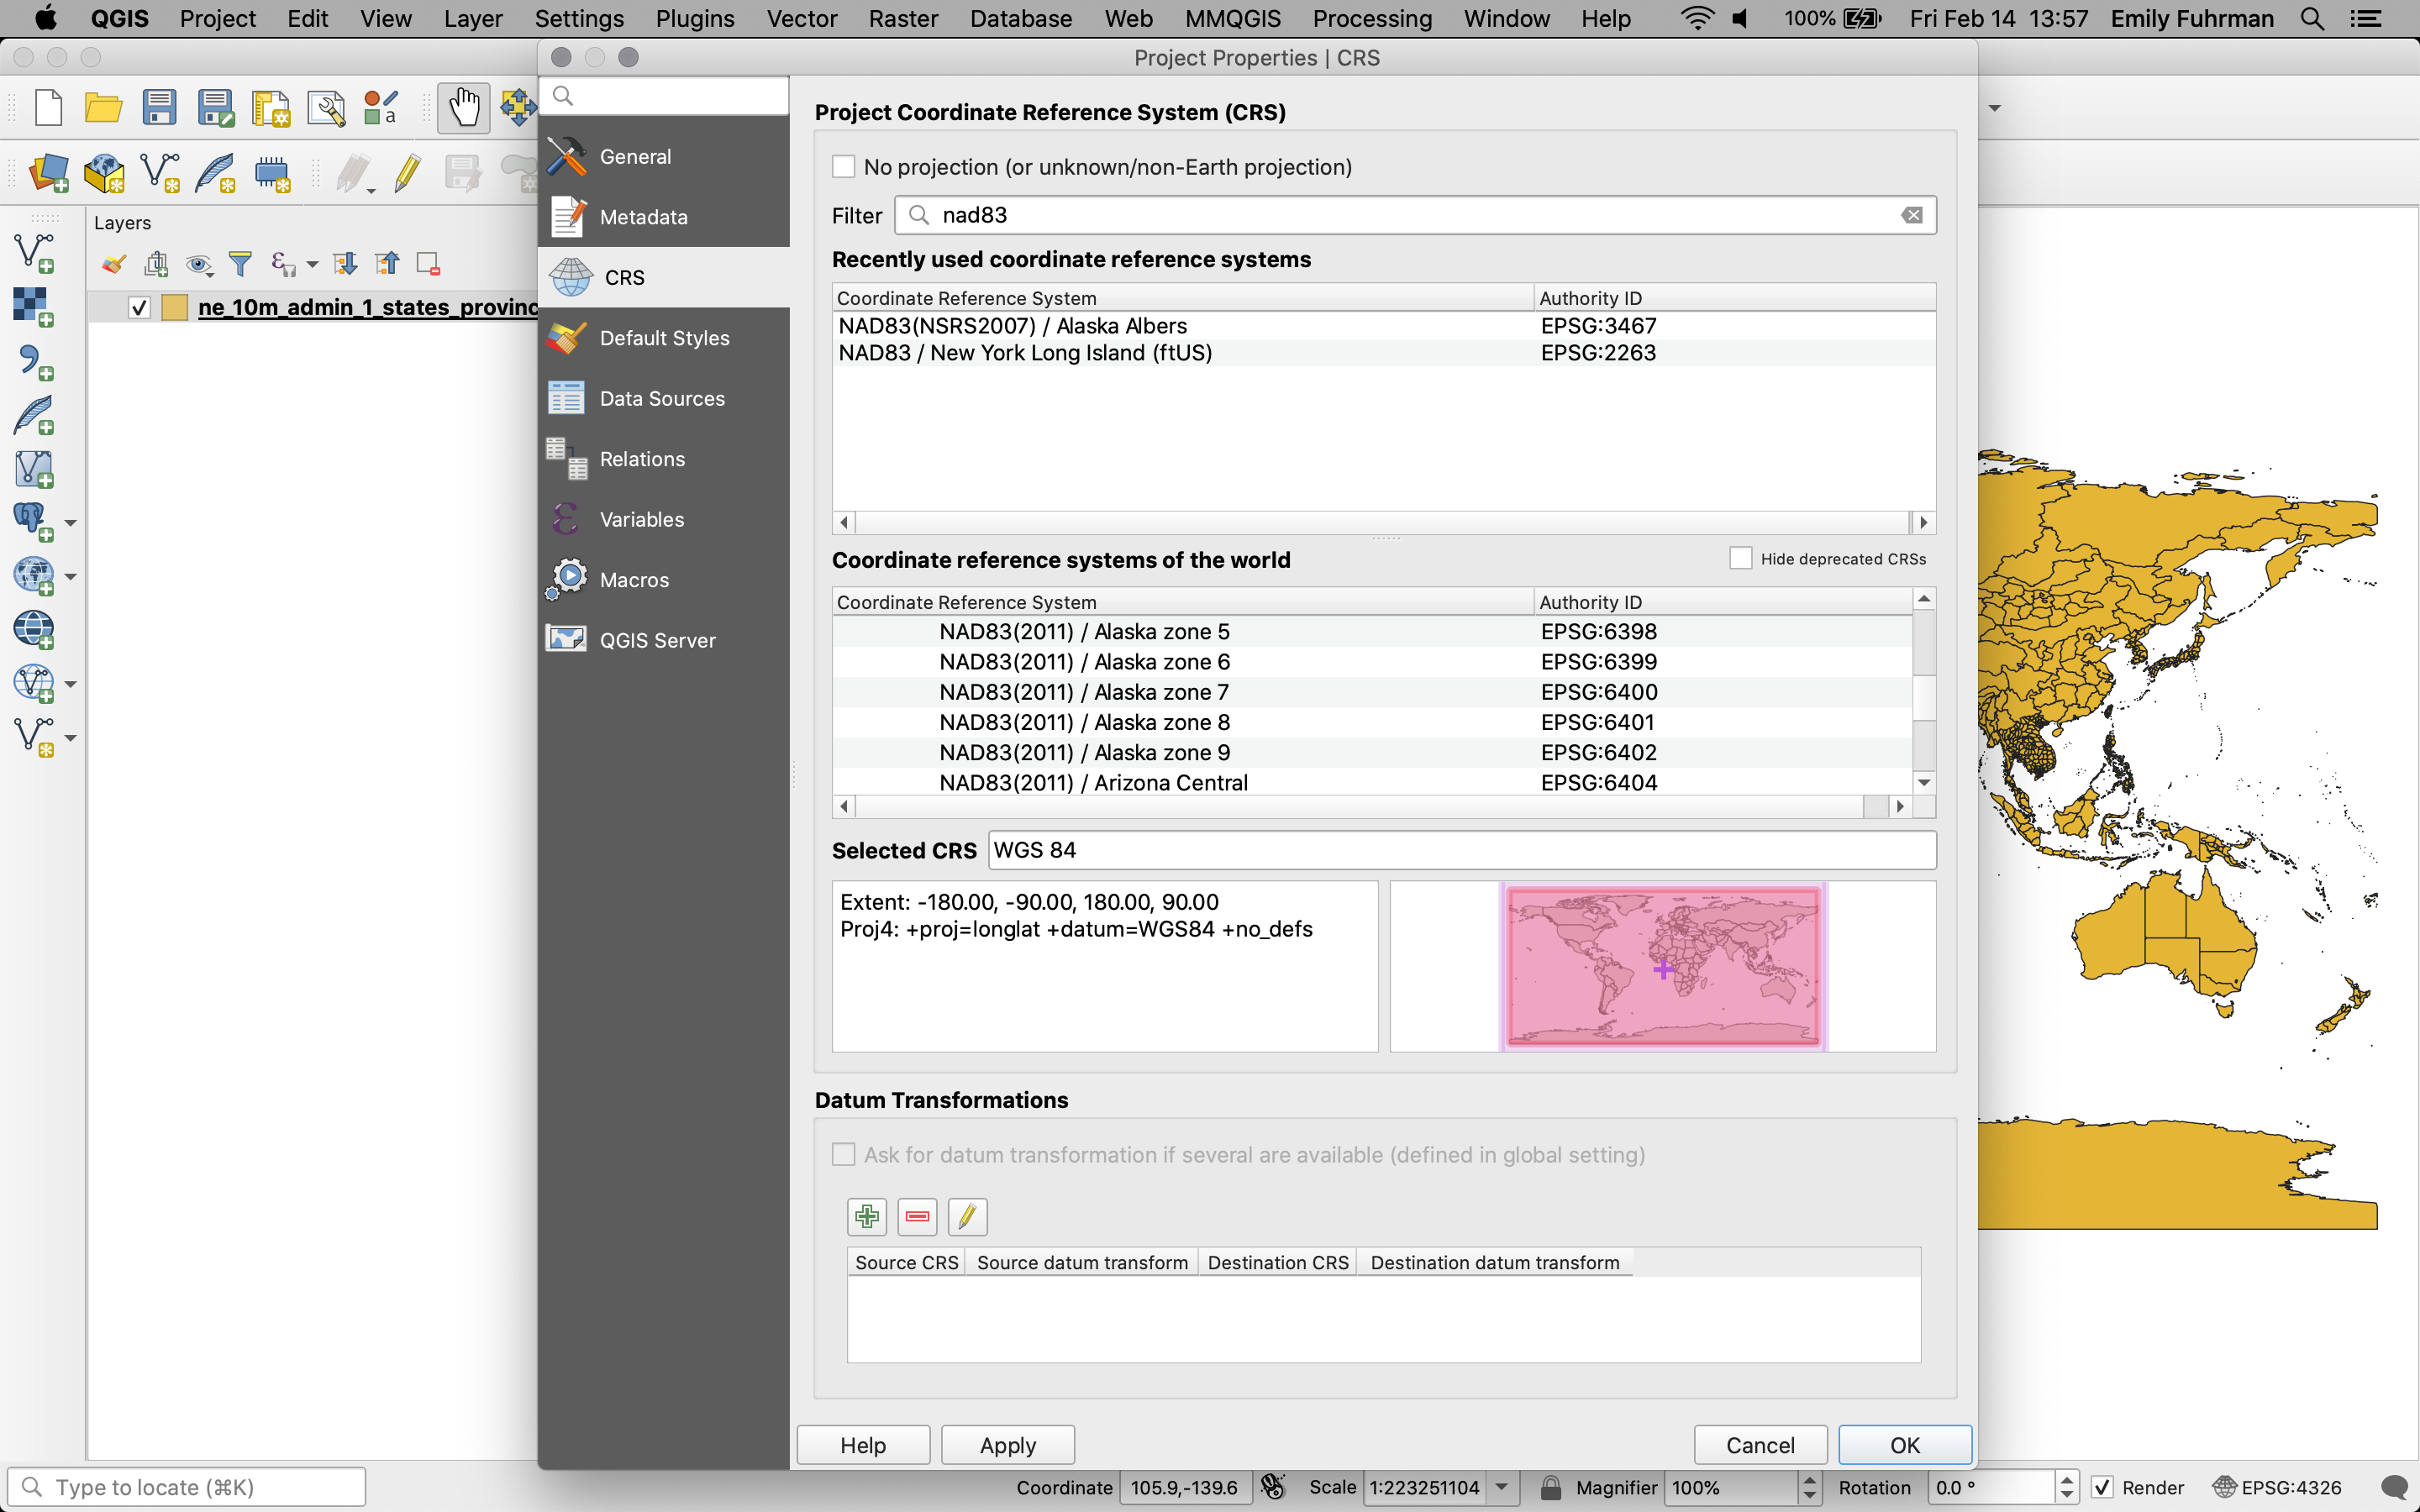 QGIS Project Edit View Layer Settings Plugins Vector Raster Database Web MMQGIS Processing Window Help 100% Fri Feb 14 13:57 Emily Fuhrman
Project Properties | CRS
Layers
ne_10m_admin_1_states_provinc
General
Metadata
CRS
Default Styles
Data Sources
Relations
Variables
Macros
QGIS Server
Project Coordinate Reference System (CRS)
No projection (or unknown/non-Earth projection)
Filter nad83
Recently used coordinate reference systems
Coordinate Reference System Authority ID
NAD83(NSRS2007) / Alaska Albers EPSG:3467
NAD83 / New York Long Island (ftUS) EPSG:2263
Coordinate reference systems of the world Hide deprecated CRSs
Coordinate Reference System Authority ID
NAD83(2011) / Alaska zone 5 EPSG:6398
NAD83(2011) / Alaska zone 6 EPSG:6399
NAD83(2011) / Alaska zone 7 EPSG:6400
NAD83(2011) / Alaska zone 8 EPSG:6401
NAD83(2011) / Alaska zone 9 EPSG:6402
NAD83(2011) / Arizona Central EPSG:6404
Selected CRS WGS 84
Extent: -180.00, -90.00, 180.00, 90.00
Proj4: +proj=longlat +datum=WGS84 +no_defs
Datum Transformations
Ask for datum transformation if several are available (defined in global setting)
Source CRS Source datum transform Destination CRS Destination datum transform
Help Apply Cancel OK
Type to locate (⌘K) Coordinate 105.9,-139.6 Scale 1:223251104 Magnifier 100% Rotation 0.0 ° Render EPSG:4326